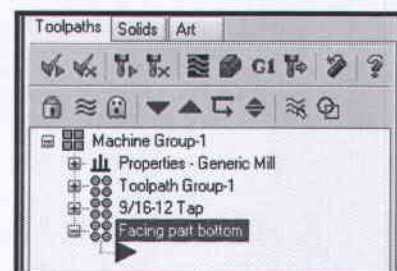 Toolpaths Solids Art
G1
Machine Group-1
Properties - Generic Mill
Toolpath Group-1
9/16-12 Tap
Facing part bottom